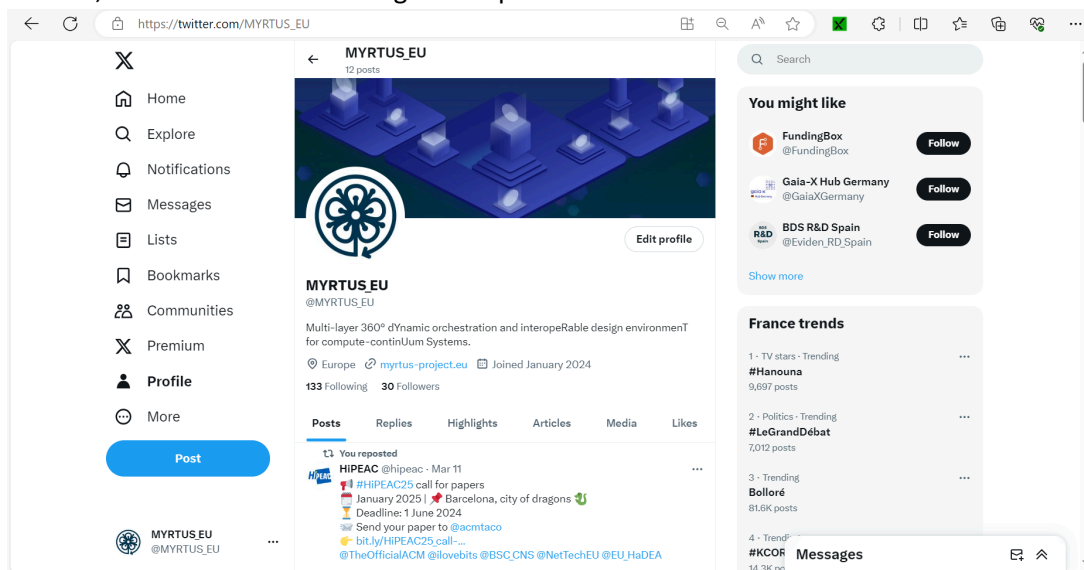 https://twitter.com/MYRTUS_EU
X
Home
Explore
Notifications
Messages
Lists
Bookmarks
Communities
Premium
Profile
More
Post
MYRTUS_EU
@MYRTUS_EU
MYRTUS_EU
12 posts
Edit profile
MYRTUS_EU
@MYRTUS_EU
Multi-layer 360° dYnamic orchestration and interopeRable design environmenT
for compute-continUum Systems.
Europe myrtus-project.eu Joined January 2024
133 Following 30 Followers
Posts Replies Highlights Articles Media Likes
You reposted
HiPEAC @hipeac · Mar 11
#HiPEAC25 call for papers
January 2025 | Barcelona, city of dragons
Deadline: 1 June 2024
Send your paper to @acmtaco
bit.ly/HiPEAC25_call-...
@TheOfficialACM @ilovebits @BSC_CNS @NetTechEU @EU_HaDEA
Search
You might like
FundingBox
@FundingBox
Follow
Gaia-X Hub Germany
@GaiaXGermany
Follow
BDS R&D Spain
@Eviden_RD_Spain
Follow
Show more
France trends
1 · TV stars · Trending
#Hanouna
9,697 posts
2 · Politics · Trending
#LeGrandDébat
7,012 posts
3 · Trending
Bolloré
81.6K posts
4 · Trending
#KCOR
Messages